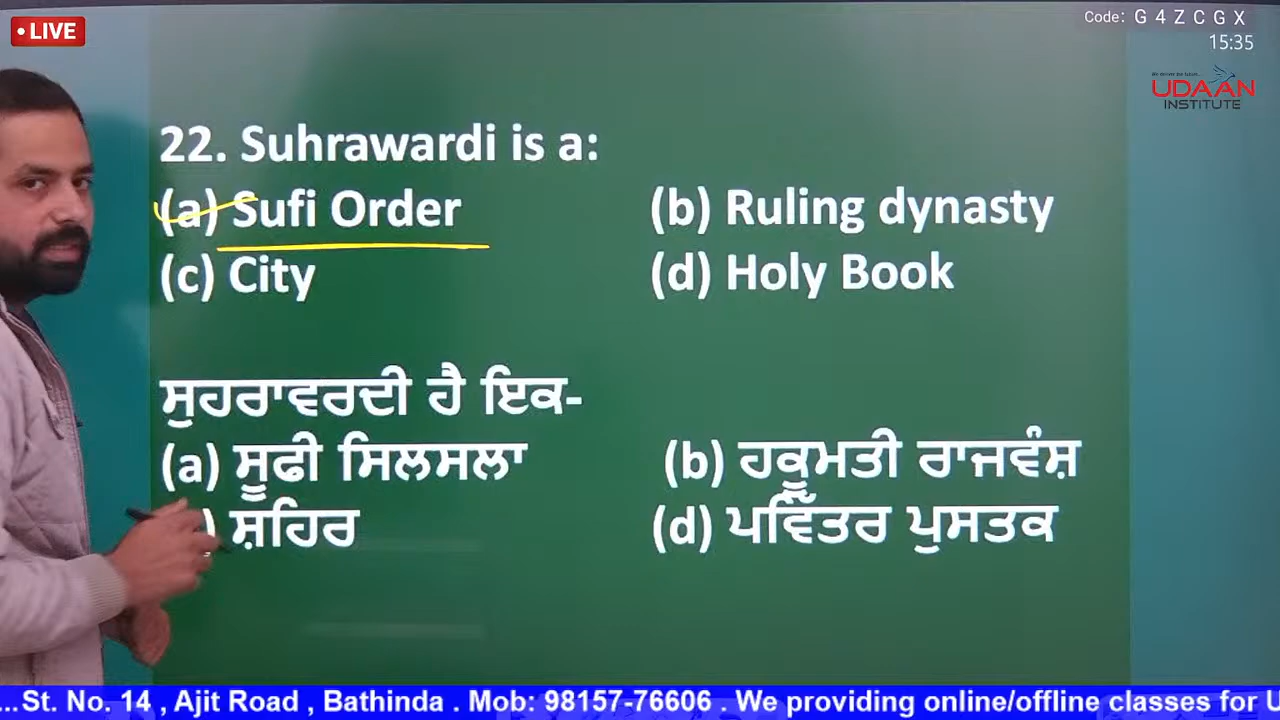 LIVE
Code: G 4 Z C G X
15:35
UDAAN
INSTITUTE
22. Suhrawardi is a:
(a) Sufi Order (b) Ruling dynasty
(c) City (d) Holy Book
ਸੁਹਰਾਵਰਦੀ ਹੈ ਇਕ-
(a) ਸੂਫੀ ਸਿਲਸਲਾ (b) ਹਕੂਮਤੀ ਰਾਜਵੰਸ਼
) ਸ਼ਹਿਰ (d) ਪਵਿੱਤਰ ਪੁਸਤਕ
...St. No. 14 , Ajit Road , Bathinda . Mob: 98157-76606 . We providing online/offline classes for U